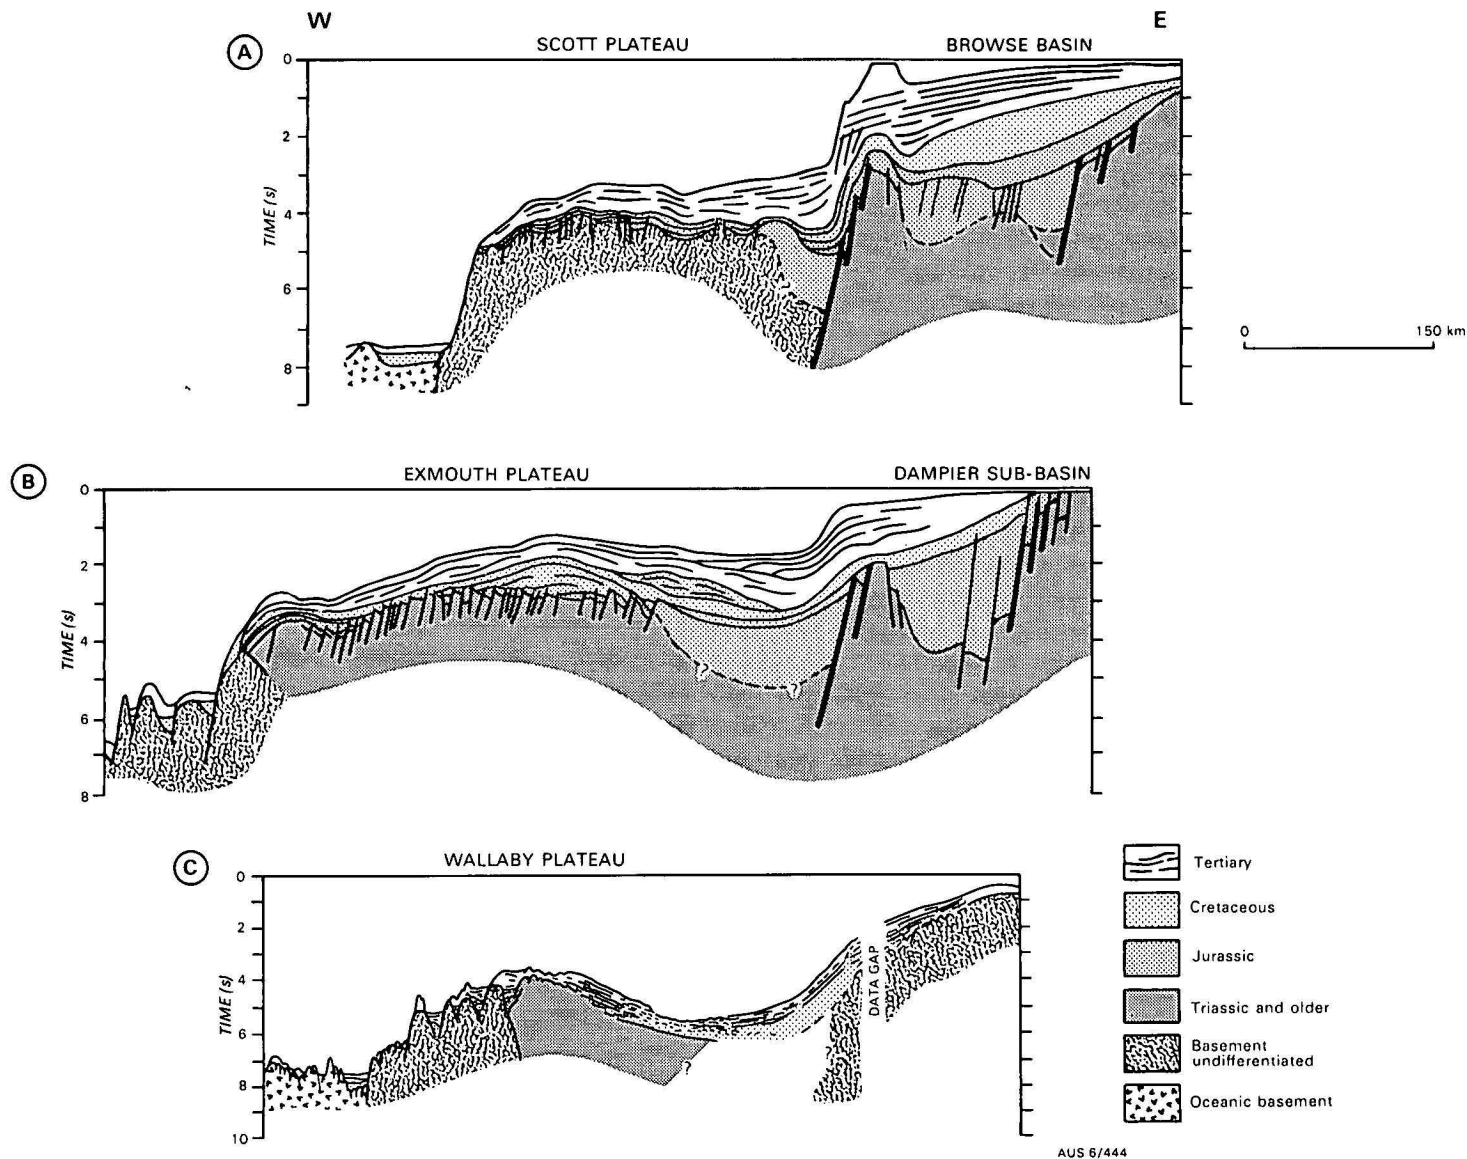 W E
A SCOTT PLATEAU BROWSE BASIN
0
2
4
6
8
TIME (s)
0 150 km
B EXMOUTH PLATEAU DAMPIER SUB-BASIN
0
2
4
6
8
TIME (s)
?
?
C WALLABY PLATEAU
0
2
4
6
8
10
TIME (s)
?
DATA GAP
Tertiary
Cretaceous
Jurassic
Triassic and older
Basement
undifferentiated
Oceanic basement
AUS 6/444